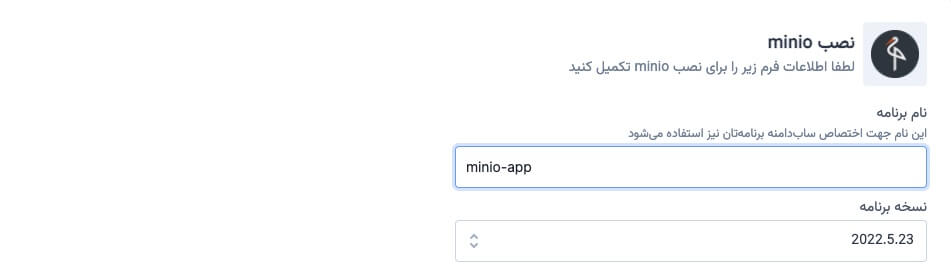 نصب minio
لطفا اطلاعات فرم زیر را برای نصب minio تکمیل کنید
نام برنامه
این نام جهت اختصاص ساب‌دامنه برنامه‌تان نیز استفاده می‌شود
minio-app
نسخه برنامه
2022.5.23